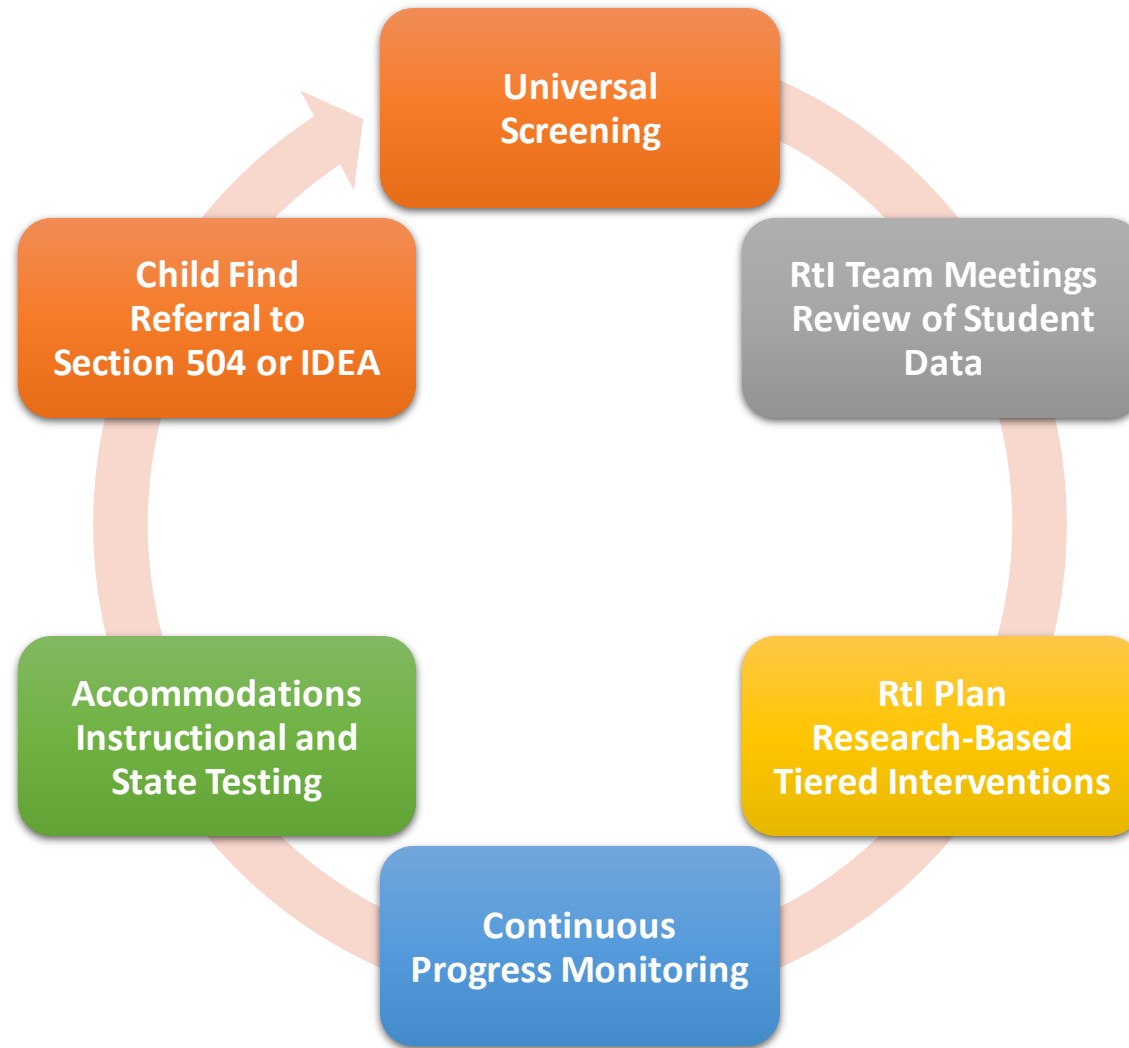 Universal
Screening
RtI Team Meetings
Review of Student
Data
RtI Plan
Research-Based
Tiered Interventions
Continuous
Progress Monitoring
Accommodations
Instructional and
State Testing
Child Find
Referral to
Section 504 or IDEA